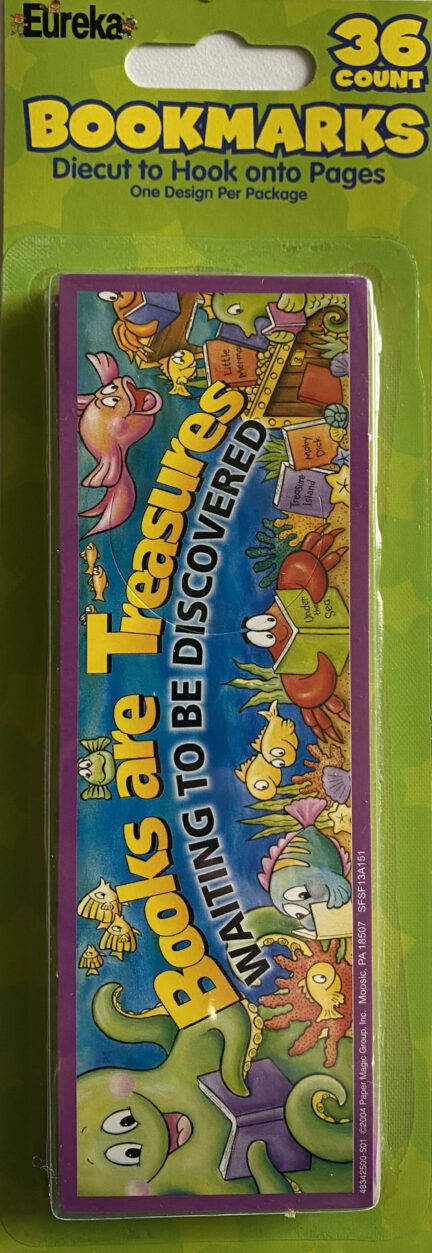 Eureka
36
COUNT
BOOKMARKS
Diecut to Hook onto Pages
One Design Per Package
Books are Treasures
WAITING TO BE DISCOVERED
Little
Mermaid
Moby
Dick
Treasure
Island
Under
the
Sea
48342500-501 ©2004 Paper Magic Group, Inc. Moosic, PA 18507 SFSF13A151